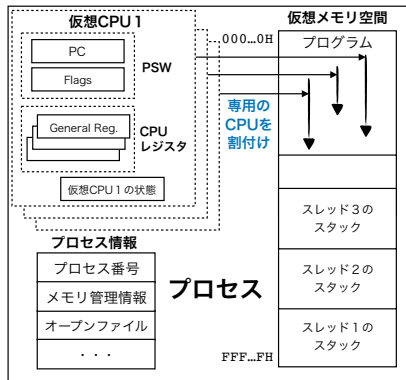 仮想CPU１
PC
Flags
PSW
General Reg.
CPU
レジスタ
仮想CPU１の状態
専用の
CPUを
割付け
仮想メモリ空間
000…0H
プログラム
スレッド３の
スタック
スレッド２の
スタック
スレッド１の
スタック
FFF…FH
プロセス情報
プロセス番号
メモリ管理情報
オープンファイル
・・・
プロセス